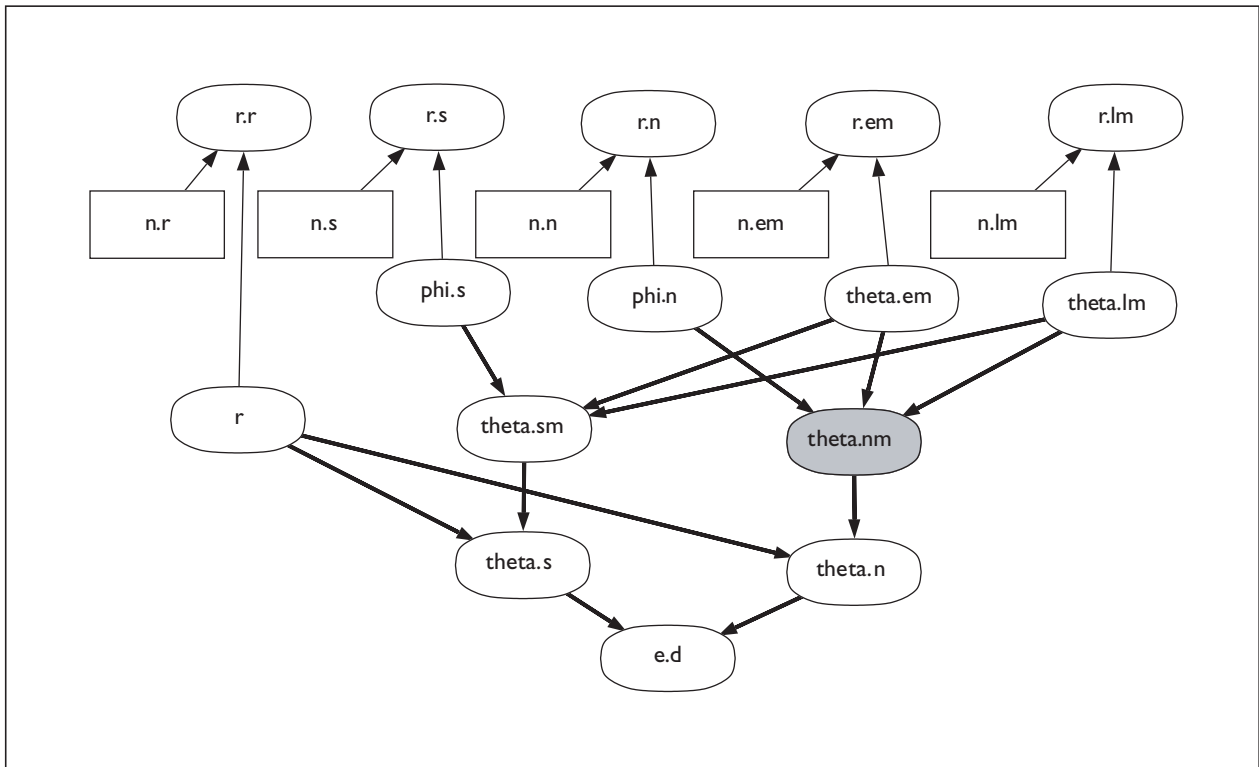 r.r
r.s
r.n
r.em
r.lm
n.r
n.s
n.n
n.em
n.lm
phi.s
phi.n
theta.em
theta.lm
r
theta.sm
theta.nm
theta.s
theta.n
e.d